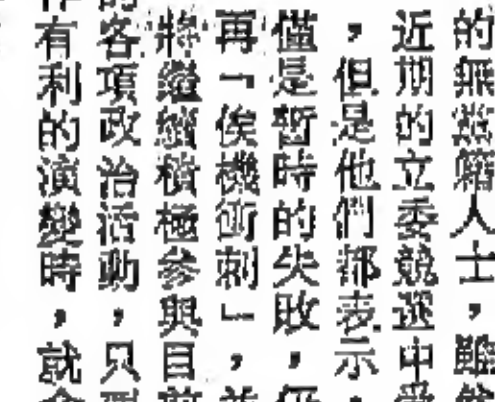 的無黨籍人士，雖
近期的立委競選中
，但是他們都表示
僅是暫時的失敗，
再「俟機衝刺」，
將繼續積極參與目
的客項政治活動，只
有利的演變時，就